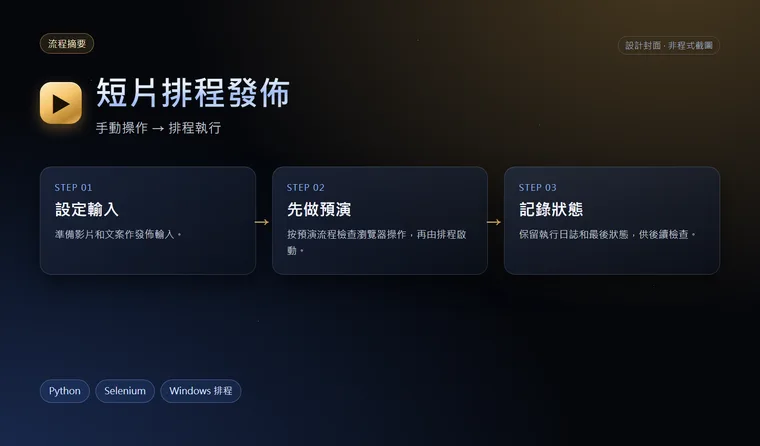 流程摘要
設計封面 · 非程式截圖
短片排程發佈
手動操作 → 排程執行
STEP 01
設定輸入
準備影片和文案作發佈輸入。
→
STEP 02
先做預演
按預演流程檢查瀏覽器操作，再由排程啟
動。
→
STEP 03
記錄狀態
保留執行日誌和最後狀態，供後續檢查。
Python
Selenium
Windows 排程